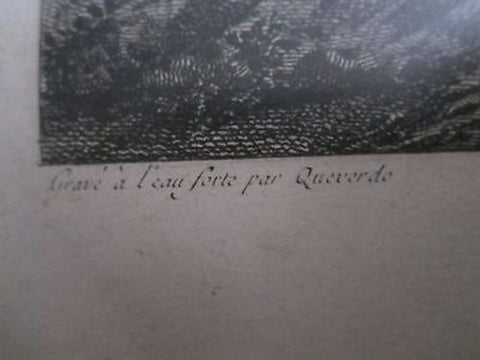 Gravé à l'eau forte par Queverdo